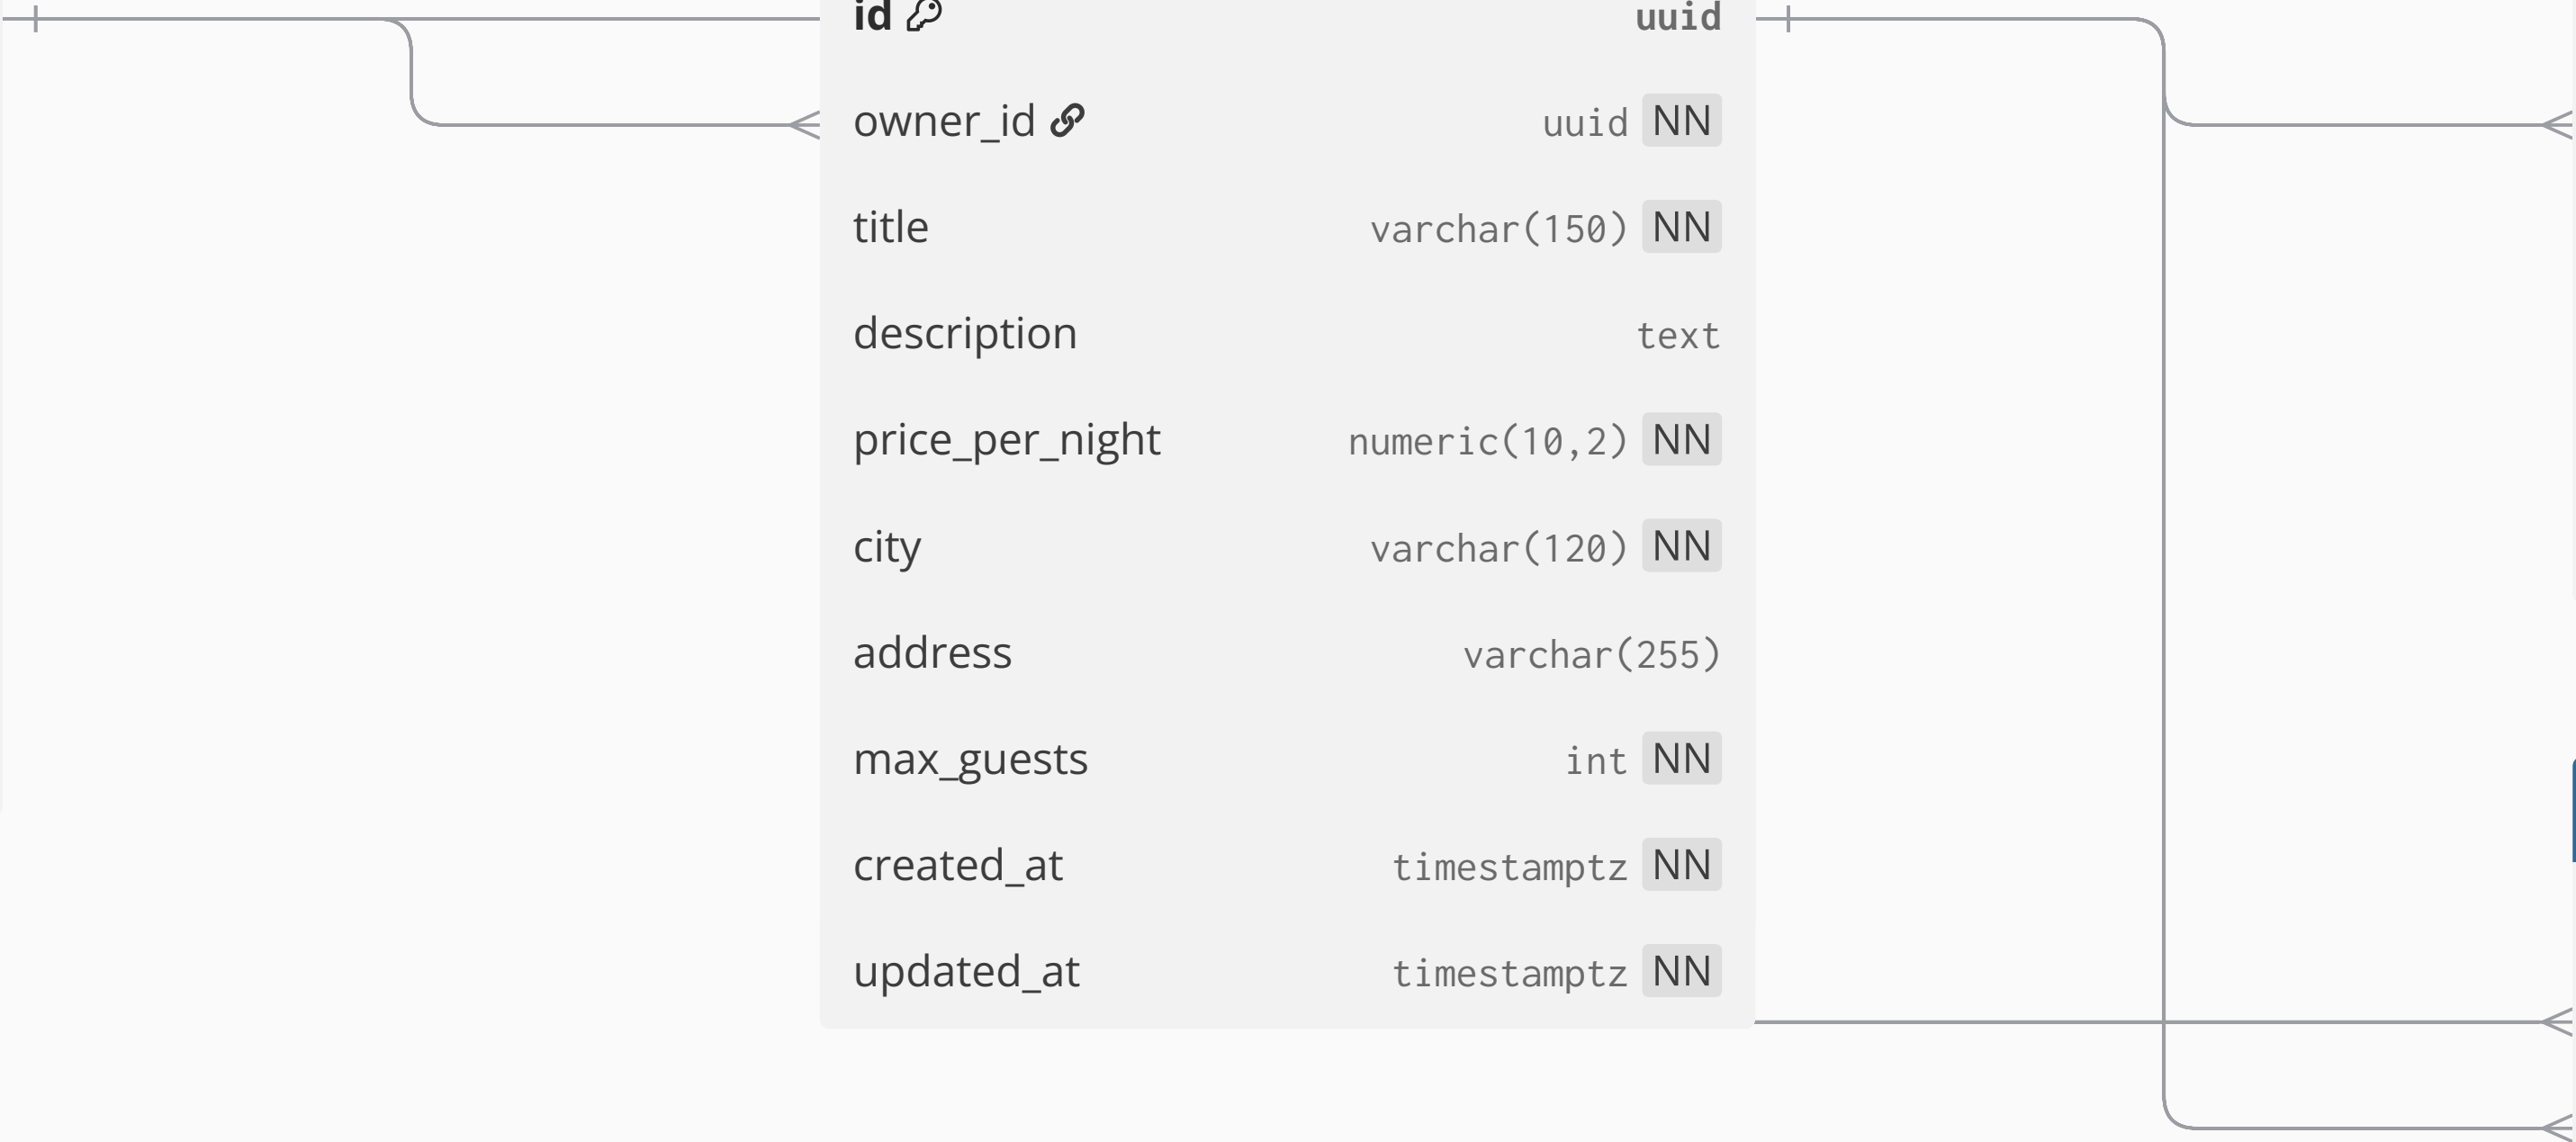 id uuid
owner_id uuid NN
title varchar(150) NN
description text
price_per_night numeric(10,2) NN
city varchar(120) NN
address varchar(255)
max_guests int NN
created_at timestamptz NN
updated_at timestamptz NN